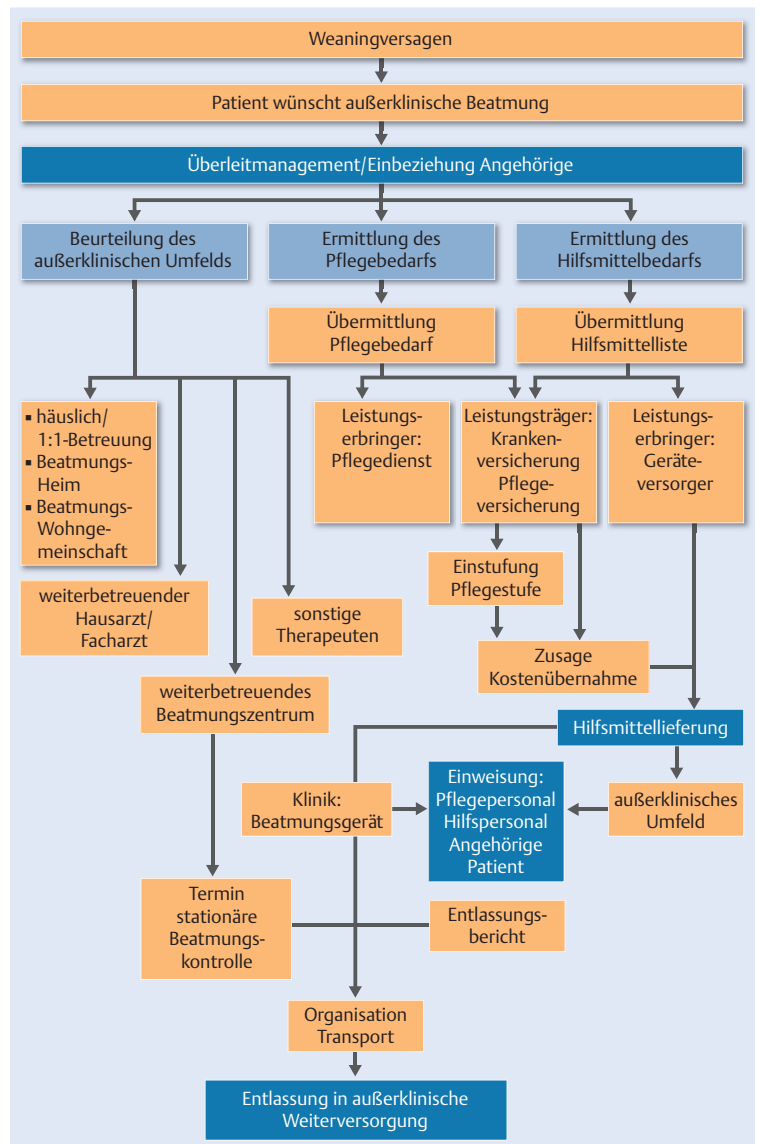 Weaningversagen
Patient wünscht außerklinische Beatmung
Überleitmanagement/Einbeziehung Angehörige
Beurteilung des
außerklinischen Umfelds
Ermittlung des
Pflegebedarfs
Ermittlung des
Hilfsmittelbedarfs
Übermittlung
Pflegebedarf
Übermittlung
Hilfsmittelliste
▪ häuslich/
1:1-Betreuung
▪ Beatmungs-
Heim
▪ Beatmungs-
Wohnge-
meinschaft
Leistungs-
erbringer:
Pflegedienst
Leistungsträger:
Kranken-
versicherung
Pflege-
versicherung
Leistungs-
erbringer:
Geräte-
versorger
weiterbetreuender
Hausarzt/
Facharzt
sonstige
Therapeuten
Einstufung
Pflegestufe
Zusage
Kostenübernahme
weiterbetreuendes
Beatmungszentrum
Hilfsmittellieferung
Klinik:
Beatmungsgerät
Einweisung:
Pflegepersonal
Hilfspersonal
Angehörige
Patient
außerklinisches
Umfeld
Termin
stationäre
Beatmungs-
kontrolle
Entlassungs-
bericht
Organisation
Transport
Entlassung in außerklinische
Weiterversorgung